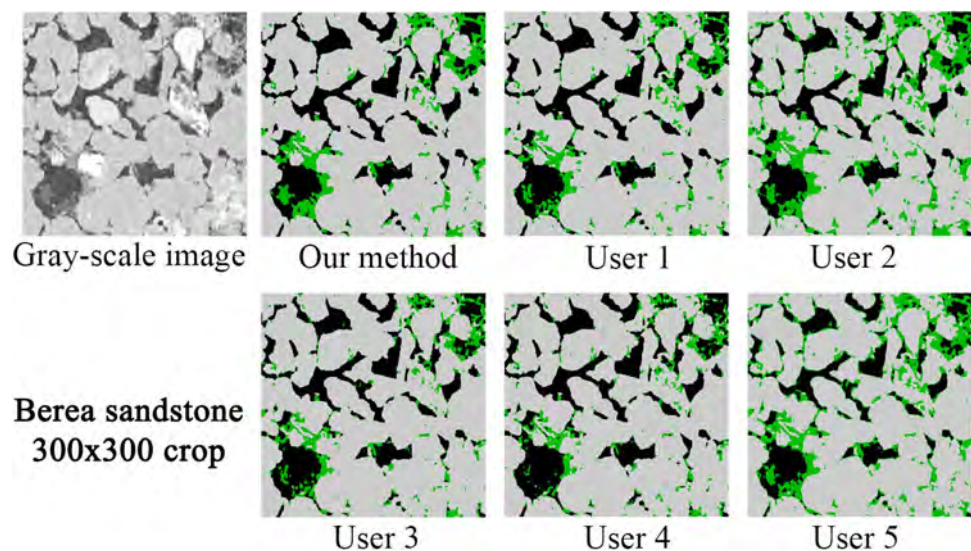 Gray-scale image
Our method
User 1
User 2
Berea sandstone
300x300 crop
User 3
User 4
User 5